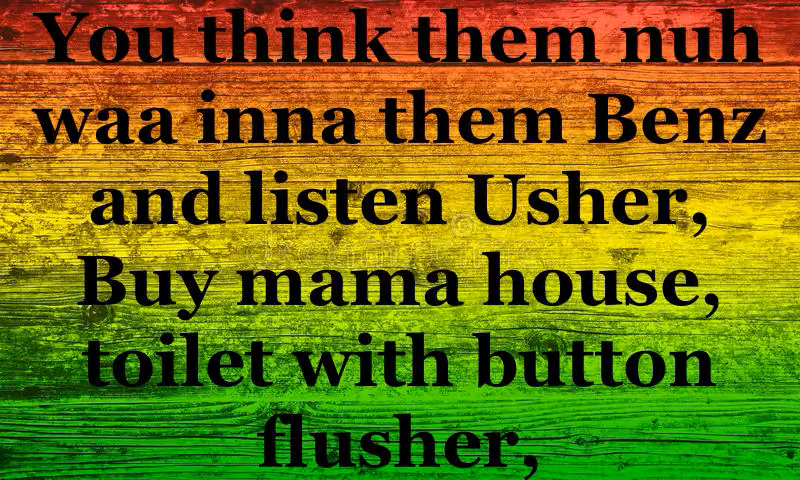 You think them nuh
waa inna them Benz
and listen Usher,
Buy mama house,
toilet with button
flusher,